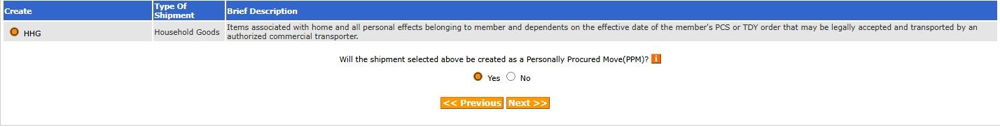 Create
Type Of
Shipment
Brief Description
HHG
Household Goods
Items associated with home and all personal effects belonging to member and dependents on the effective date of the member's PCS or TDY order that may be legally accepted and transported by an
authorized commercial transporter.
Will the shipment selected above be created as a Personally Procured Move(PPM)? i
Yes No
<< Previous Next >>